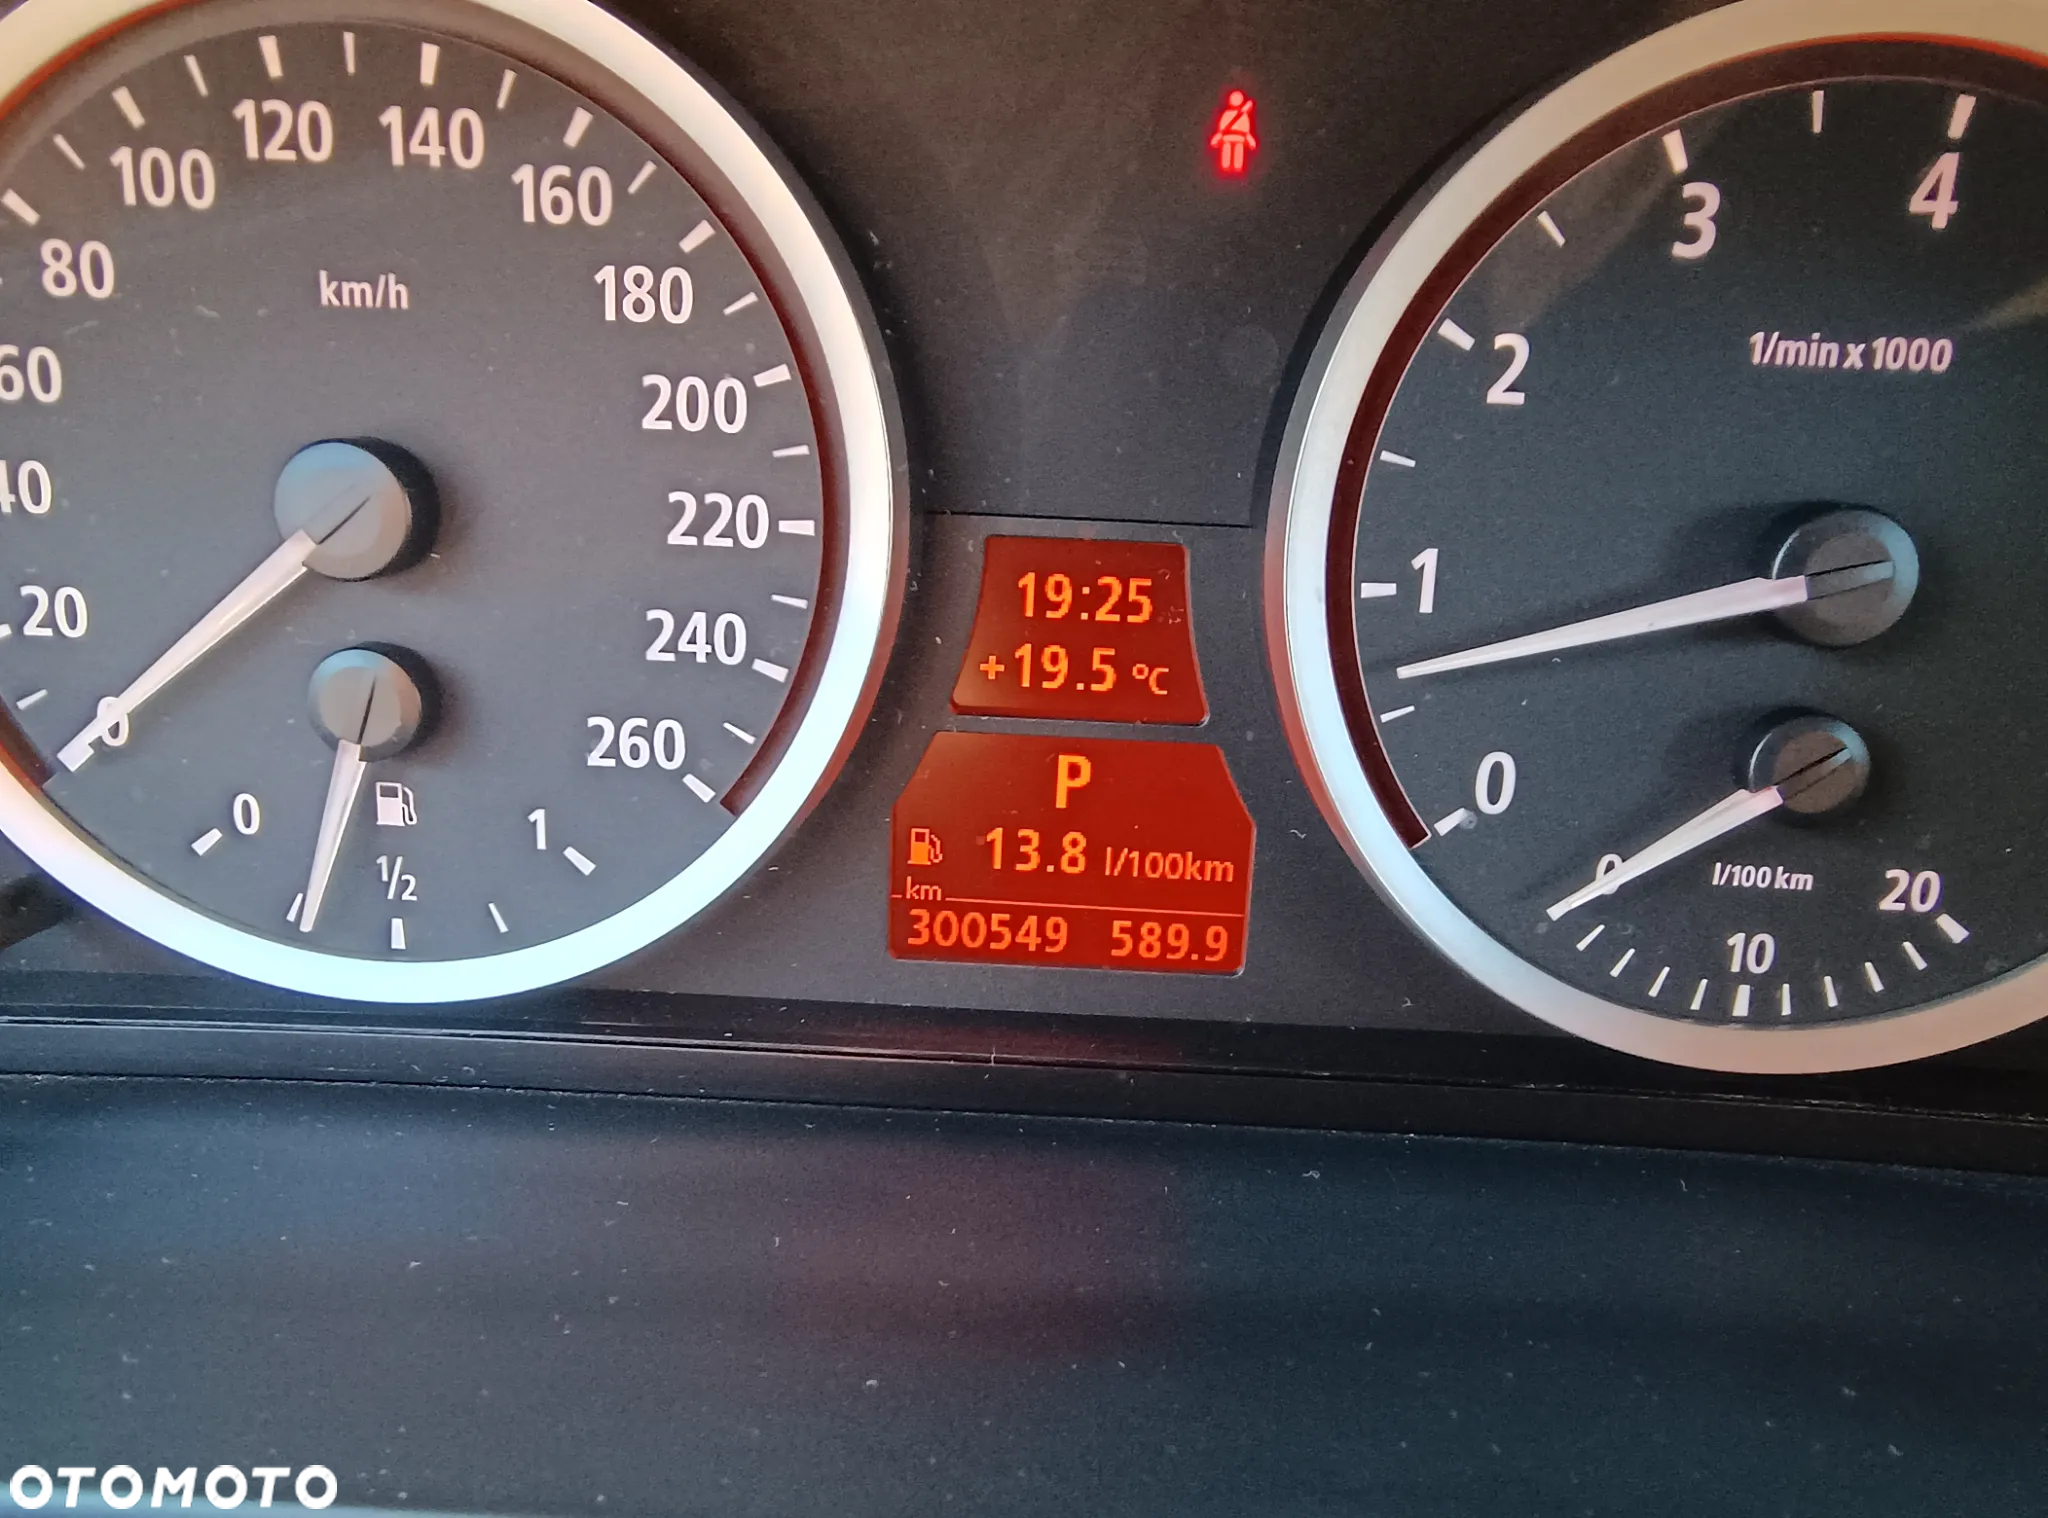 120 140
100 160
80 km/h 180
60 200
40 220
20 240
0 260
0 1
1/2
19:25
+19.5 °C
P
13.8 l/100km
km
300549 589.9
3 4
2 1/min x 1000
1
0
0 l/100 km 20
10
OTOMOTO